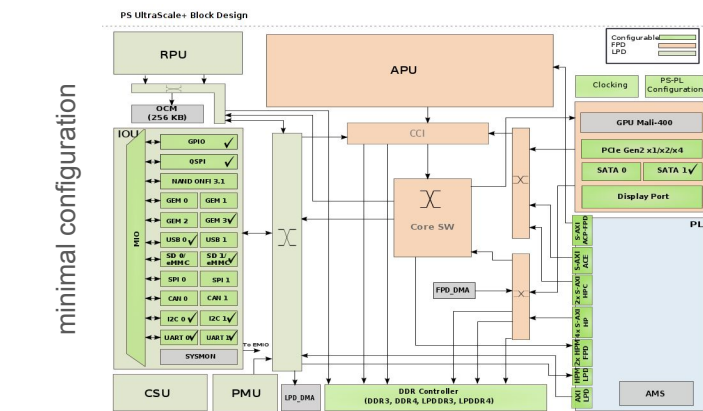 PS UltraScale+ Block Design
minimal configuration
Configurable
FPD
LPD
RPU
APU
Clocking
PS-PL
Configuration
OCM
(256 KB)
GPU Mali-400
CCI
IOU
GPIO
PCIe Gen2 x1/x2/x4
QSPI
SATA 0
SATA 1
NAND ONFI 3.1
Display Port
GEM 0
GEM 1
GEM 2
GEM 3
MIO
Core SW
PL
S-AXI
ACP-FPD
USB 0
USB 1
SD 0/
eMMC
SD 1/
eMMC
S-AXI
ACE
SPI 0
SPI 1
FPD_DMA
2x S-AXI
HPC
CAN 0
CAN 1
I2C 0
I2C 1
4x S-AXI
HP
UART 0
UART 1
To EMIO
2x HPM
FPD
SYSMON
HPM
LPD
CSU
PMU
LPD_DMA
DDR Controller
(DDR3, DDR4, LPDDR3, LPDDR4)
AXI
LPD
AMS